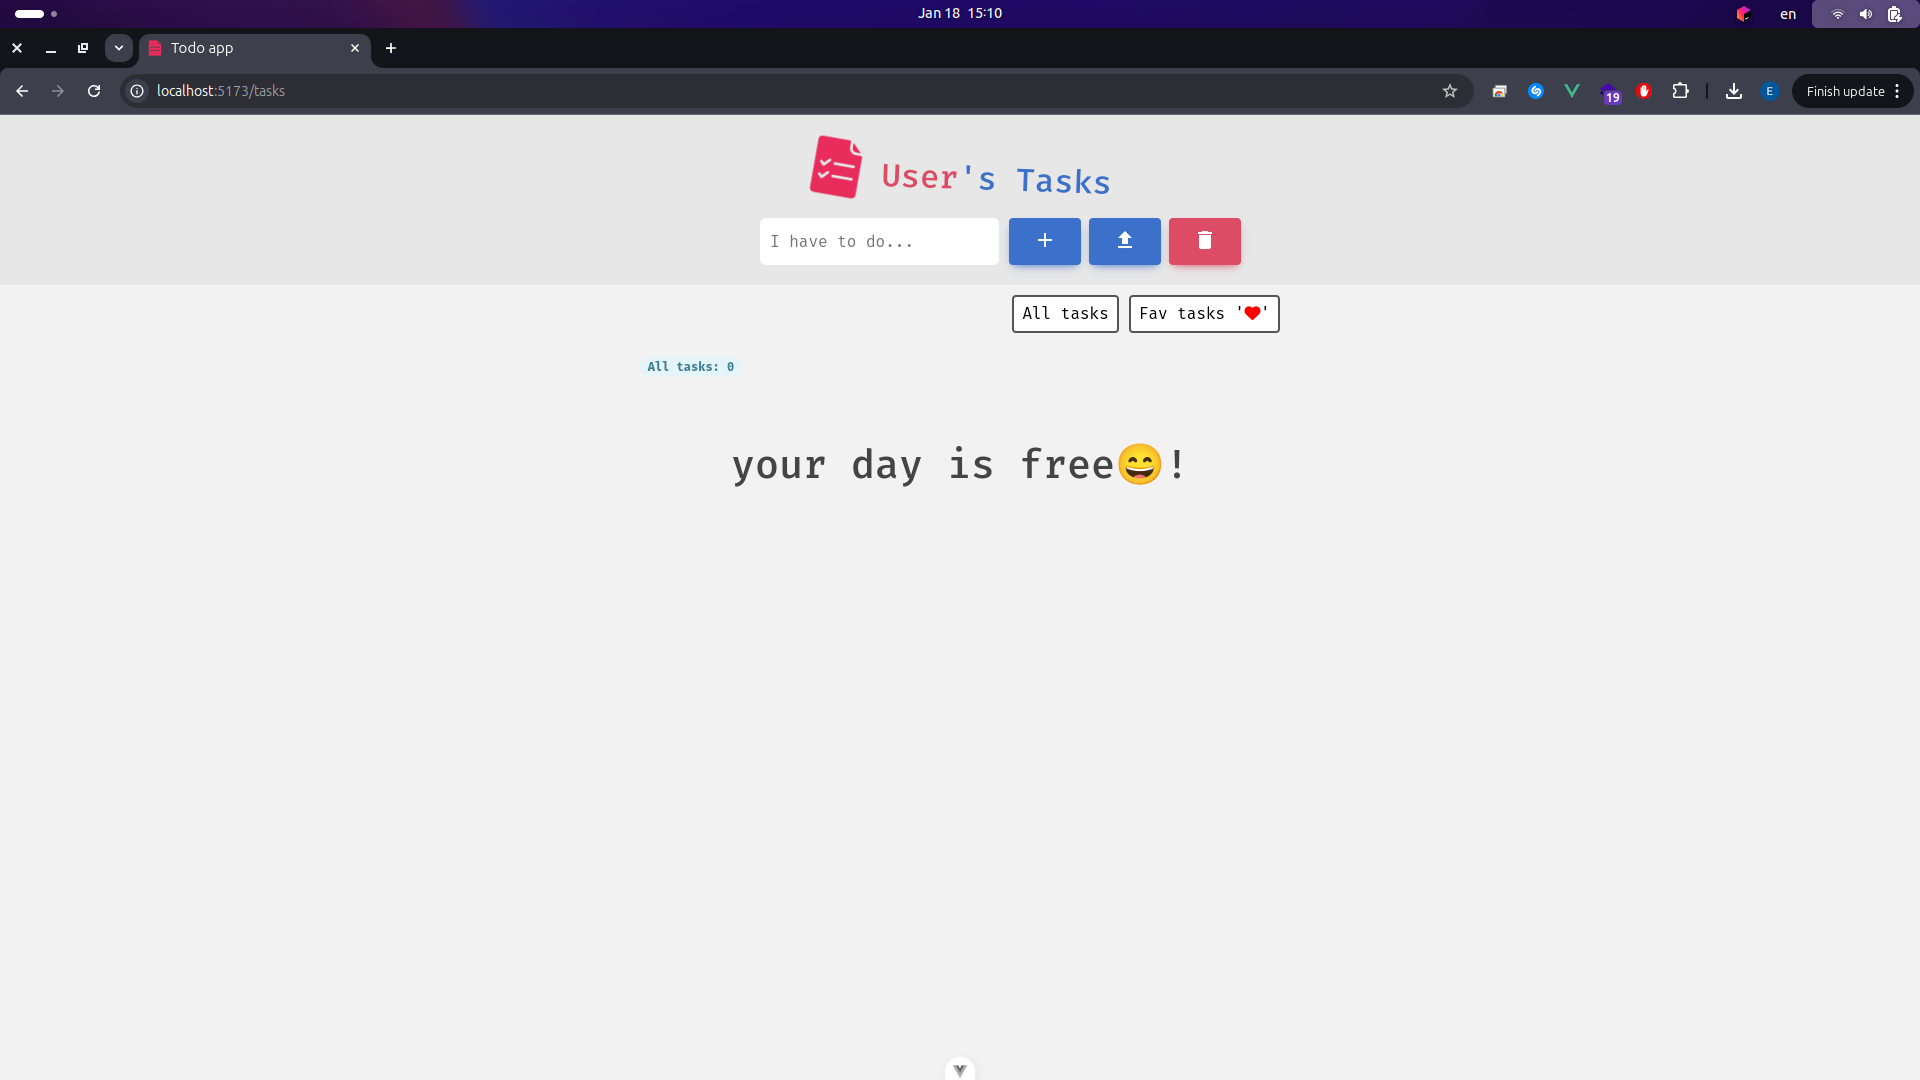 Jan 18 15:10
en
Todo app
localhost:5173/tasks
19
E
Finish update
User's Tasks
I have to do...
All tasks
Fav tasks '❤'
All tasks: 0
your day is free😄!